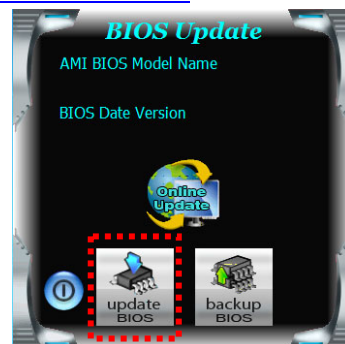 BIOS Update
AMI BIOS Model Name
BIOS Date Version
Online
Update
update
BIOS
backup
BIOS